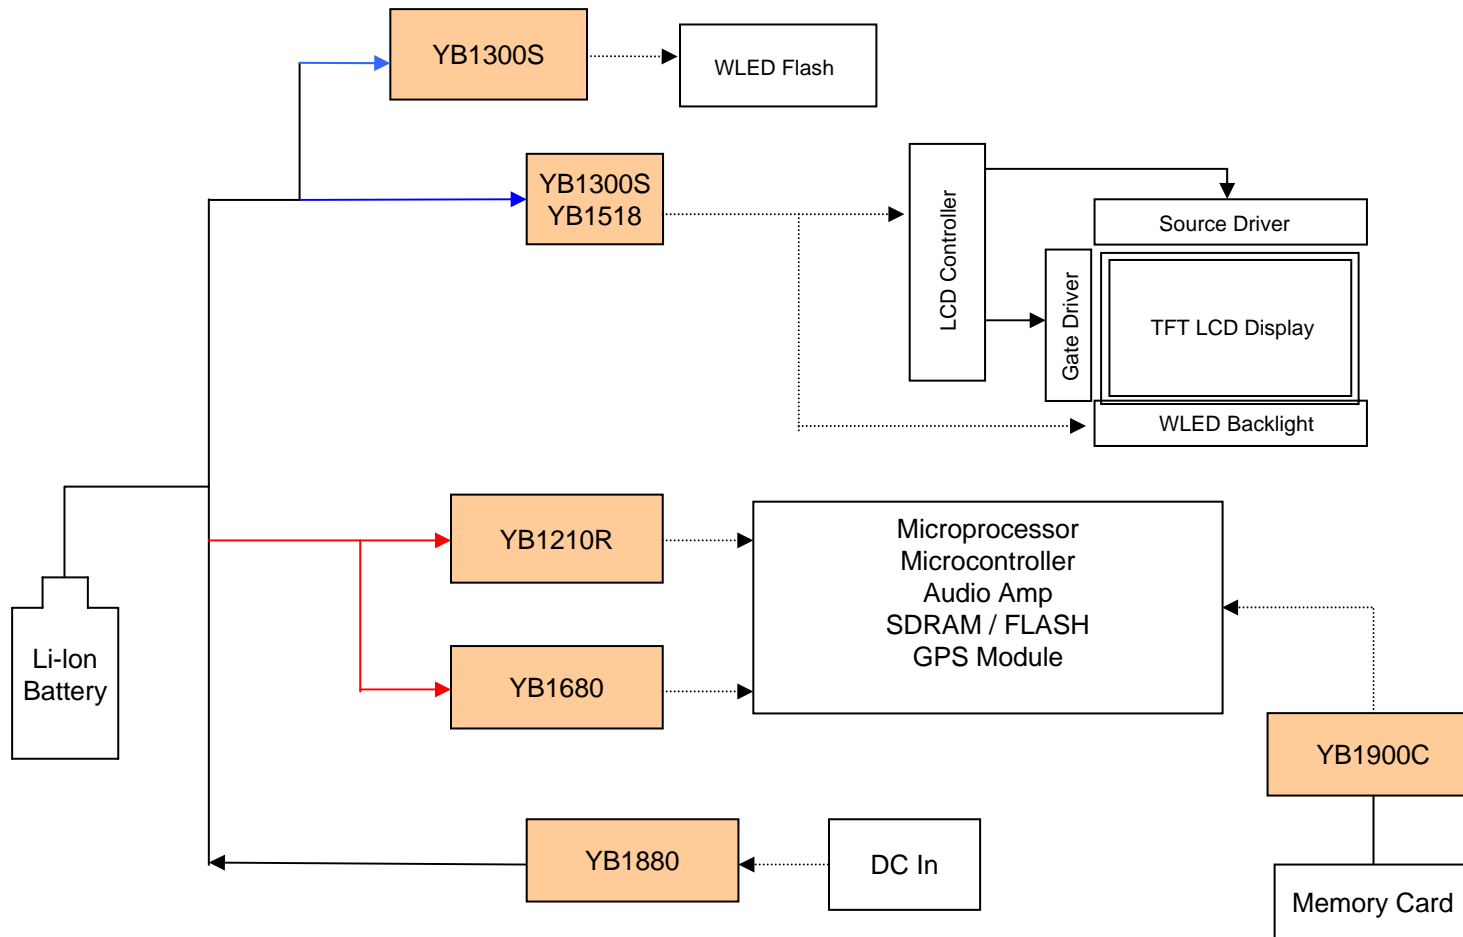 YB1300S
WLED Flash
YB1300S
YB1518
LCD Controller
Source Driver
Gate Driver
TFT LCD Display
WLED Backlight
YB1210R
Microprocessor
Microcontroller
Audio Amp
SDRAM / FLASH
GPS Module
Li-Ion
Battery
YB1680
YB1900C
YB1880
DC In
Memory Card